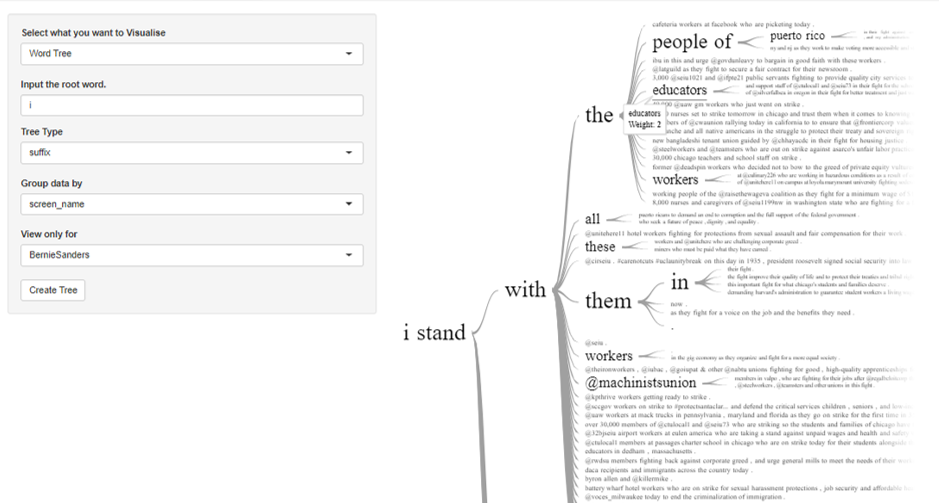 Select what you want to Visualise
Word Tree
Input the root word.
i
Tree Type
suffix
Group data by
screen_name
View only for
BernieSanders
Create Tree
i stand
with
the
cafeteria workers at facebook who are picketing today .
people of
puerto rico
ny and nj as they work to make voting more accessible
ibu in this and urge @govdunleavy to bargain in good faith with these workers .
@latguild as they fight to secure a fair contract for their newsroom .
3,000 @seiu1021 and @ifpte21 public servants fighting to provide quality city services
educators
and support staff of @ctulocal1 and @seiu73 in their fight for the
of @silverfalls in oregon in their fight for better treatment and
educators
Weight: 2
@uaw gm workers who just went on strike .
nurses set to strike tomorrow in chicago and trust them when it comes to knowing
of @cwaunion rallying today in california to to ensure that @frontiercorp
and all native americans in the struggle to protect their treaty and sovereign
new bangladeshi tenant union guided by @chhayacdc in their fight for housing justice .
@steelworkers and @teamsters who are out on strike against asarco's unfair labor
30,000 chicago teachers and school staff on strike .
former @deadspin workers who decided not to bow to the greed of private equity
workers
at @culinary226 who are working in hazardous conditions as a result of
of @unitehere11 on campus at loyola marymount university fighting
working people of the @raisethewageva coalition as they fight for a minimum wage of
8,000 nurses and caregivers of @seiu1199nw in washington state who are fighting for
all
puerto ricans to demand an end to corruption and the full support of the federal government .
who seek a future of peace , dignity , and equality .
@unitehere11 hotel workers fighting for protections from sexual assault and fair compensation for their work
these
workers and @unitehere who are challenging corporate greed .
miners who must be paid what they have earned .
@cirseiu . #carenotcuts #uclaunitybreak on this day in 1935 , president roosevelt signed social security into
them
in
their fight .
the fight improve their quality of life and to protect their treaties and
this important fight for what chicago's students and families deserve .
demanding harvard's administration to guarantee student workers a living
now .
as they fight for a voice on the job and the benefits they need .
.
@seiu .
workers
in the gig economy as they organize and fight for a more equal society .
@theironworkers , @iubac , @goiupat & other @nabtu unions fighting for good , high-quality apprenticeship
@machinistsunion
members in valpo , who are fighting for their jobs after
, @steelworkers , @teamsters and other unions in this fight .
@kpthrive workers getting ready to strike .
@sccgov workers on strike to #protectsantaclar... and defend the critical services children , seniors , and
@uaw workers at mack trucks in pennsylvania , maryland and florida as they go on strike for the first time
over 30,000 members of @ctulocal1 and @seiu73 who are striking so the students and families of chicago
@32bjseiu airport workers at eulen america who are taking a stand against unpaid wages and health and safety
@ctulocal1 members at passages charter school in chicago who are on strike today for their students alongside
educators in dedham , massachusetts .
@rwdsu members fighting back against corporate greed , and urge general mills to meet the needs of their
daca recipients and immigrants across the country today .
byron allen and @killermike .
battery wharf hotel workers who are on strike for sexual harassment protections , job security and affordable
@voces_milwaukee today to end the criminalization of immigration .